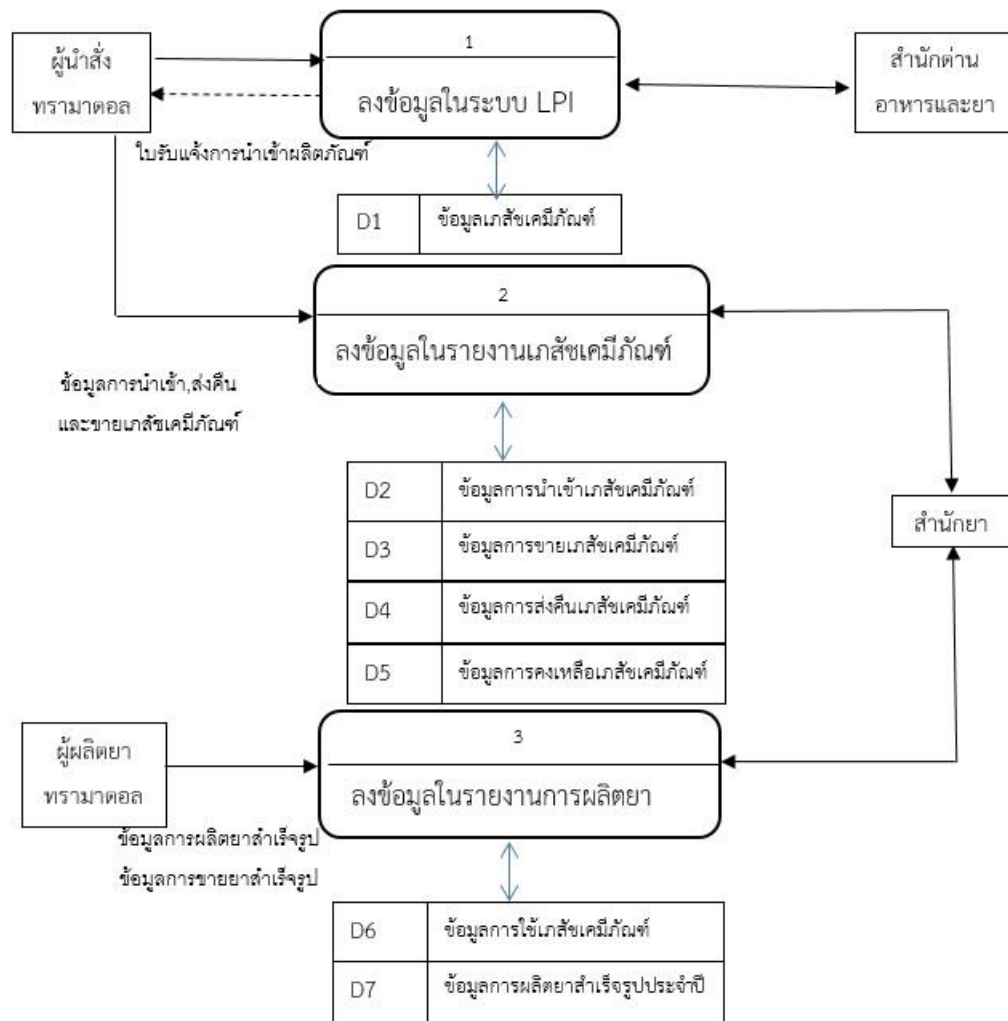 ผู้นำสั่ง
ทรามาดอล
1
ลงข้อมูลในระบบ LPI
สำนักด่าน
อาหารและยา
ใบรับแจ้งการนำเข้าผลิตภัณฑ์
D1 ข้อมูลเภสัชเคมีภัณฑ์
2
ลงข้อมูลในรายงานเภสัชเคมีภัณฑ์
ข้อมูลการนำเข้า,ส่งคืน
และขายเภสัชเคมีภัณฑ์
D2 ข้อมูลการนำเข้าเภสัชเคมีภัณฑ์
D3 ข้อมูลการขายเภสัชเคมีภัณฑ์
D4 ข้อมูลการส่งคืนเภสัชเคมีภัณฑ์
D5 ข้อมูลการคงเหลือเภสัชเคมีภัณฑ์
สำนักยา
ผู้ผลิตยา
ทรามาดอล
3
ลงข้อมูลในรายงานการผลิตยา
ข้อมูลการผลิตยาสำเร็จรูป
ข้อมูลการขายยาสำเร็จรูป
D6 ข้อมูลการใช้เภสัชเคมีภัณฑ์
D7 ข้อมูลการผลิตยาสำเร็จรูปประจำปี